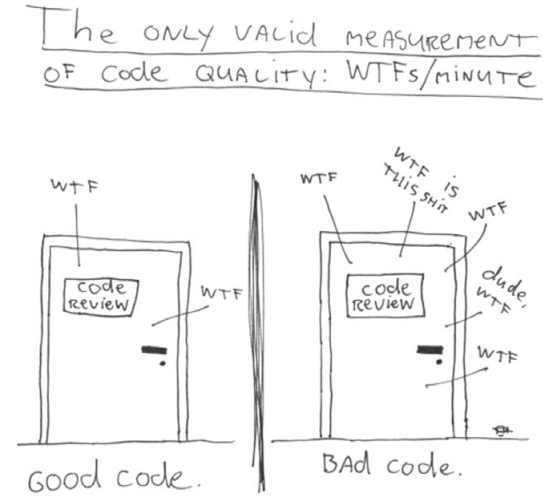 The ONLY VALID MEASUREMENT
OF Code QUALITY: WTFs/MINUTE
WTF
code
REVIEW
WTF
GOOD code.
WTF
WTF is
THIS SHIT
WTF
code
REVIEW
dude,
WTF
WTF
BAd code.